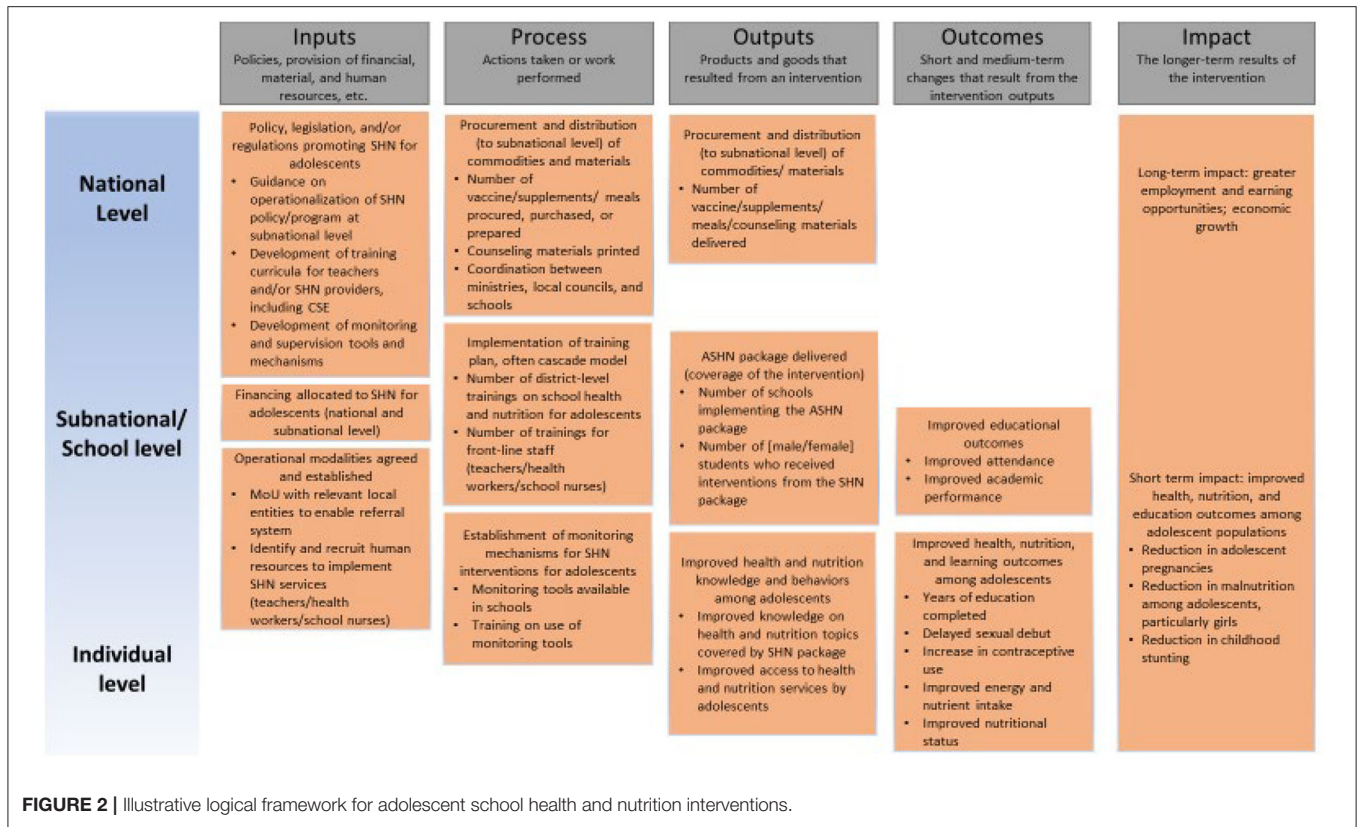 Inputs
Policies, provision of financial,
material, and human
resources, etc.
Process
Actions taken or work
performed
Outputs
Products and goods that
resulted from an intervention
Outcomes
Short and medium-term
changes that result from the
intervention outputs
Impact
The longer-term results of
the intervention
National
Level
Subnational/
School level
Individual
level
Policy, legislation, and/or
regulations promoting SHN for
adolescents
• Guidance on
operationalization of SHN
policy/program at
subnational level
• Development of training
curricula for teachers
and/or SHN providers,
including CSE
• Development of monitoring
and supervision tools and
mechanisms
Financing allocated to SHN for
adolescents (national and
subnational level)
Operational modalities agreed and
established
• MoU with relevant local
entities to enable referral
system
• Identify and recruit human
resources to implement
SHN services
(teachers/health
workers/school nurses)
Procurement and distribution
(to subnational level) of
commodities and materials
• Number of
vaccine/supplements/ meals
procured, purchased, or
prepared
• Counseling materials printed
• Coordination between
ministries, local councils, and
schools
Implementation of training
plan, often cascade model
• Number of district-level
trainings on school health
and nutrition for adolescents
• Number of trainings for
front-line staff
(teachers/health
workers/school nurses)
Establishment of monitoring
mechanisms for SHN
interventions for adolescents
• Monitoring tools available
in schools
• Training on use of
monitoring tools
Procurement and distribution
(to subnational level) of
commodities/ materials
• Number of
vaccine/supplements/
meals/counseling materials
delivered
ASHN package delivered
(coverage of the intervention)
• Number of schools
implementing the ASHN
package
• Number of [male/female]
students who received
interventions from the SHN
package
Improved health and nutrition
knowledge and behaviors
among adolescents
• Improved knowledge on
health and nutrition topics
covered by SHN package
• Improved access to health
and nutrition services by
adolescents
Improved educational
outcomes
• Improved attendance
• Improved academic
performance
Improved health, nutrition,
and learning outcomes
among adolescents
• Years of education
completed
• Delayed sexual debut
• Increase in contraceptive
use
• Improved energy and
nutrient intake
• Improved nutritional
status
Long-term impact: greater
employment and earning
opportunities; economic
growth
Short term impact: improved
health, nutrition, and
education outcomes among
adolescent populations
• Reduction in adolescent
pregnancies
• Reduction in malnutrition
among adolescents,
particularly girls
• Reduction in childhood
stunting
FIGURE 2 | Illustrative logical framework for adolescent school health and nutrition interventions.